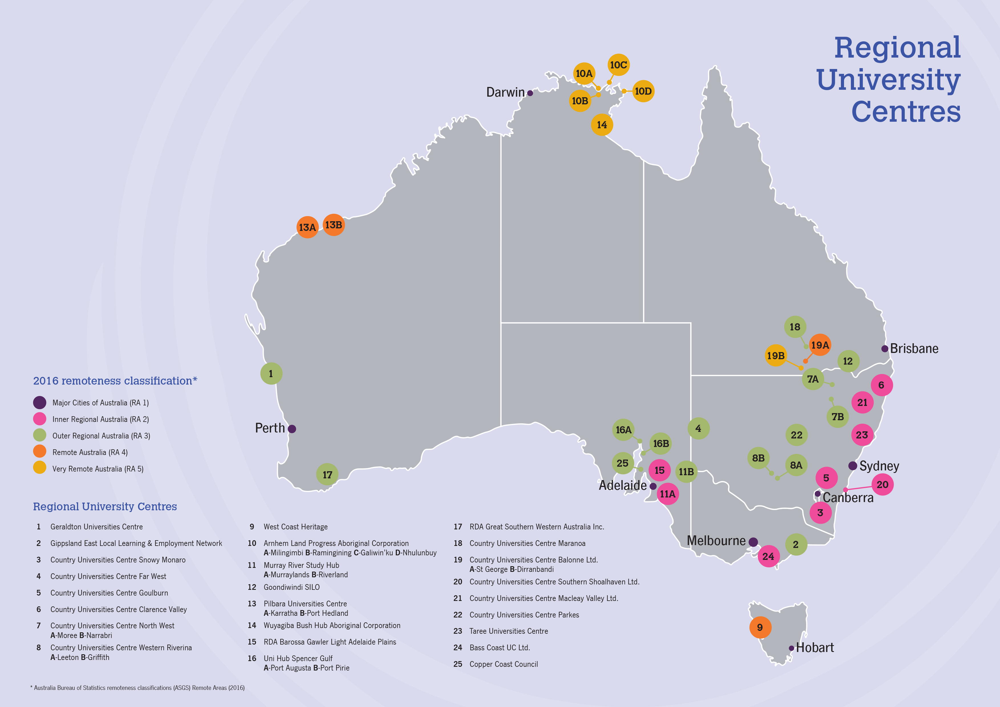 Regional
University
Centres
10A
10C
Darwin
10B
10D
14
13A
13B
18
19A
19B
Brisbane
12
7A
1
6
21
7B
Perth
16A
4
22
23
16B
8B
25
15
11B
8A
Sydney
17
5
20
Adelaide
11A
Canberra
3
Melbourne
2
24
9
Hobart
2016 remoteness classification*
Major Cities of Australia (RA 1)
Inner Regional Australia (RA 2)
Outer Regional Australia (RA 3)
Remote Australia (RA 4)
Very Remote Australia (RA 5)
Regional University Centres
1 Geraldton Universities Centre
2 Gippsland East Local Learning & Employment Network
3 Country Universities Centre Snowy Monaro
4 Country Universities Centre Far West
5 Country Universities Centre Goulburn
6 Country Universities Centre Clarence Valley
7 Country Universities Centre North West
A-Moree B-Narrabri
8 Country Universities Centre Western Riverina
A-Leeton B-Griffith
9 West Coast Heritage
10 Arnhem Land Progress Aboriginal Corporation
A-Milingimbi B-Ramingining C-Galiwin’ku D-Nhulunbuy
11 Murray River Study Hub
A-Murraylands B-Riverland
12 Goondiwindi SILO
13 Pilbara Universities Centre
A-Karratha B-Port Hedland
14 Wuyagiba Bush Hub Aboriginal Corporation
15 RDA Barossa Gawler Light Adelaide Plains
16 Uni Hub Spencer Gulf
A-Port Augusta B-Port Pirie
17 RDA Great Southern Western Australia Inc.
18 Country Universities Centre Maranoa
19 Country Universities Centre Balonne Ltd.
A-St George B-Dirranbandi
20 Country Universities Centre Southern Shoalhaven Ltd.
21 Country Universities Centre Macleay Valley Ltd.
22 Country Universities Centre Parkes
23 Taree Universities Centre
24 Bass Coast UC Ltd.
25 Copper Coast Council
* Australia Bureau of Statistics remoteness classifications (ASGS) Remote Areas (2016)